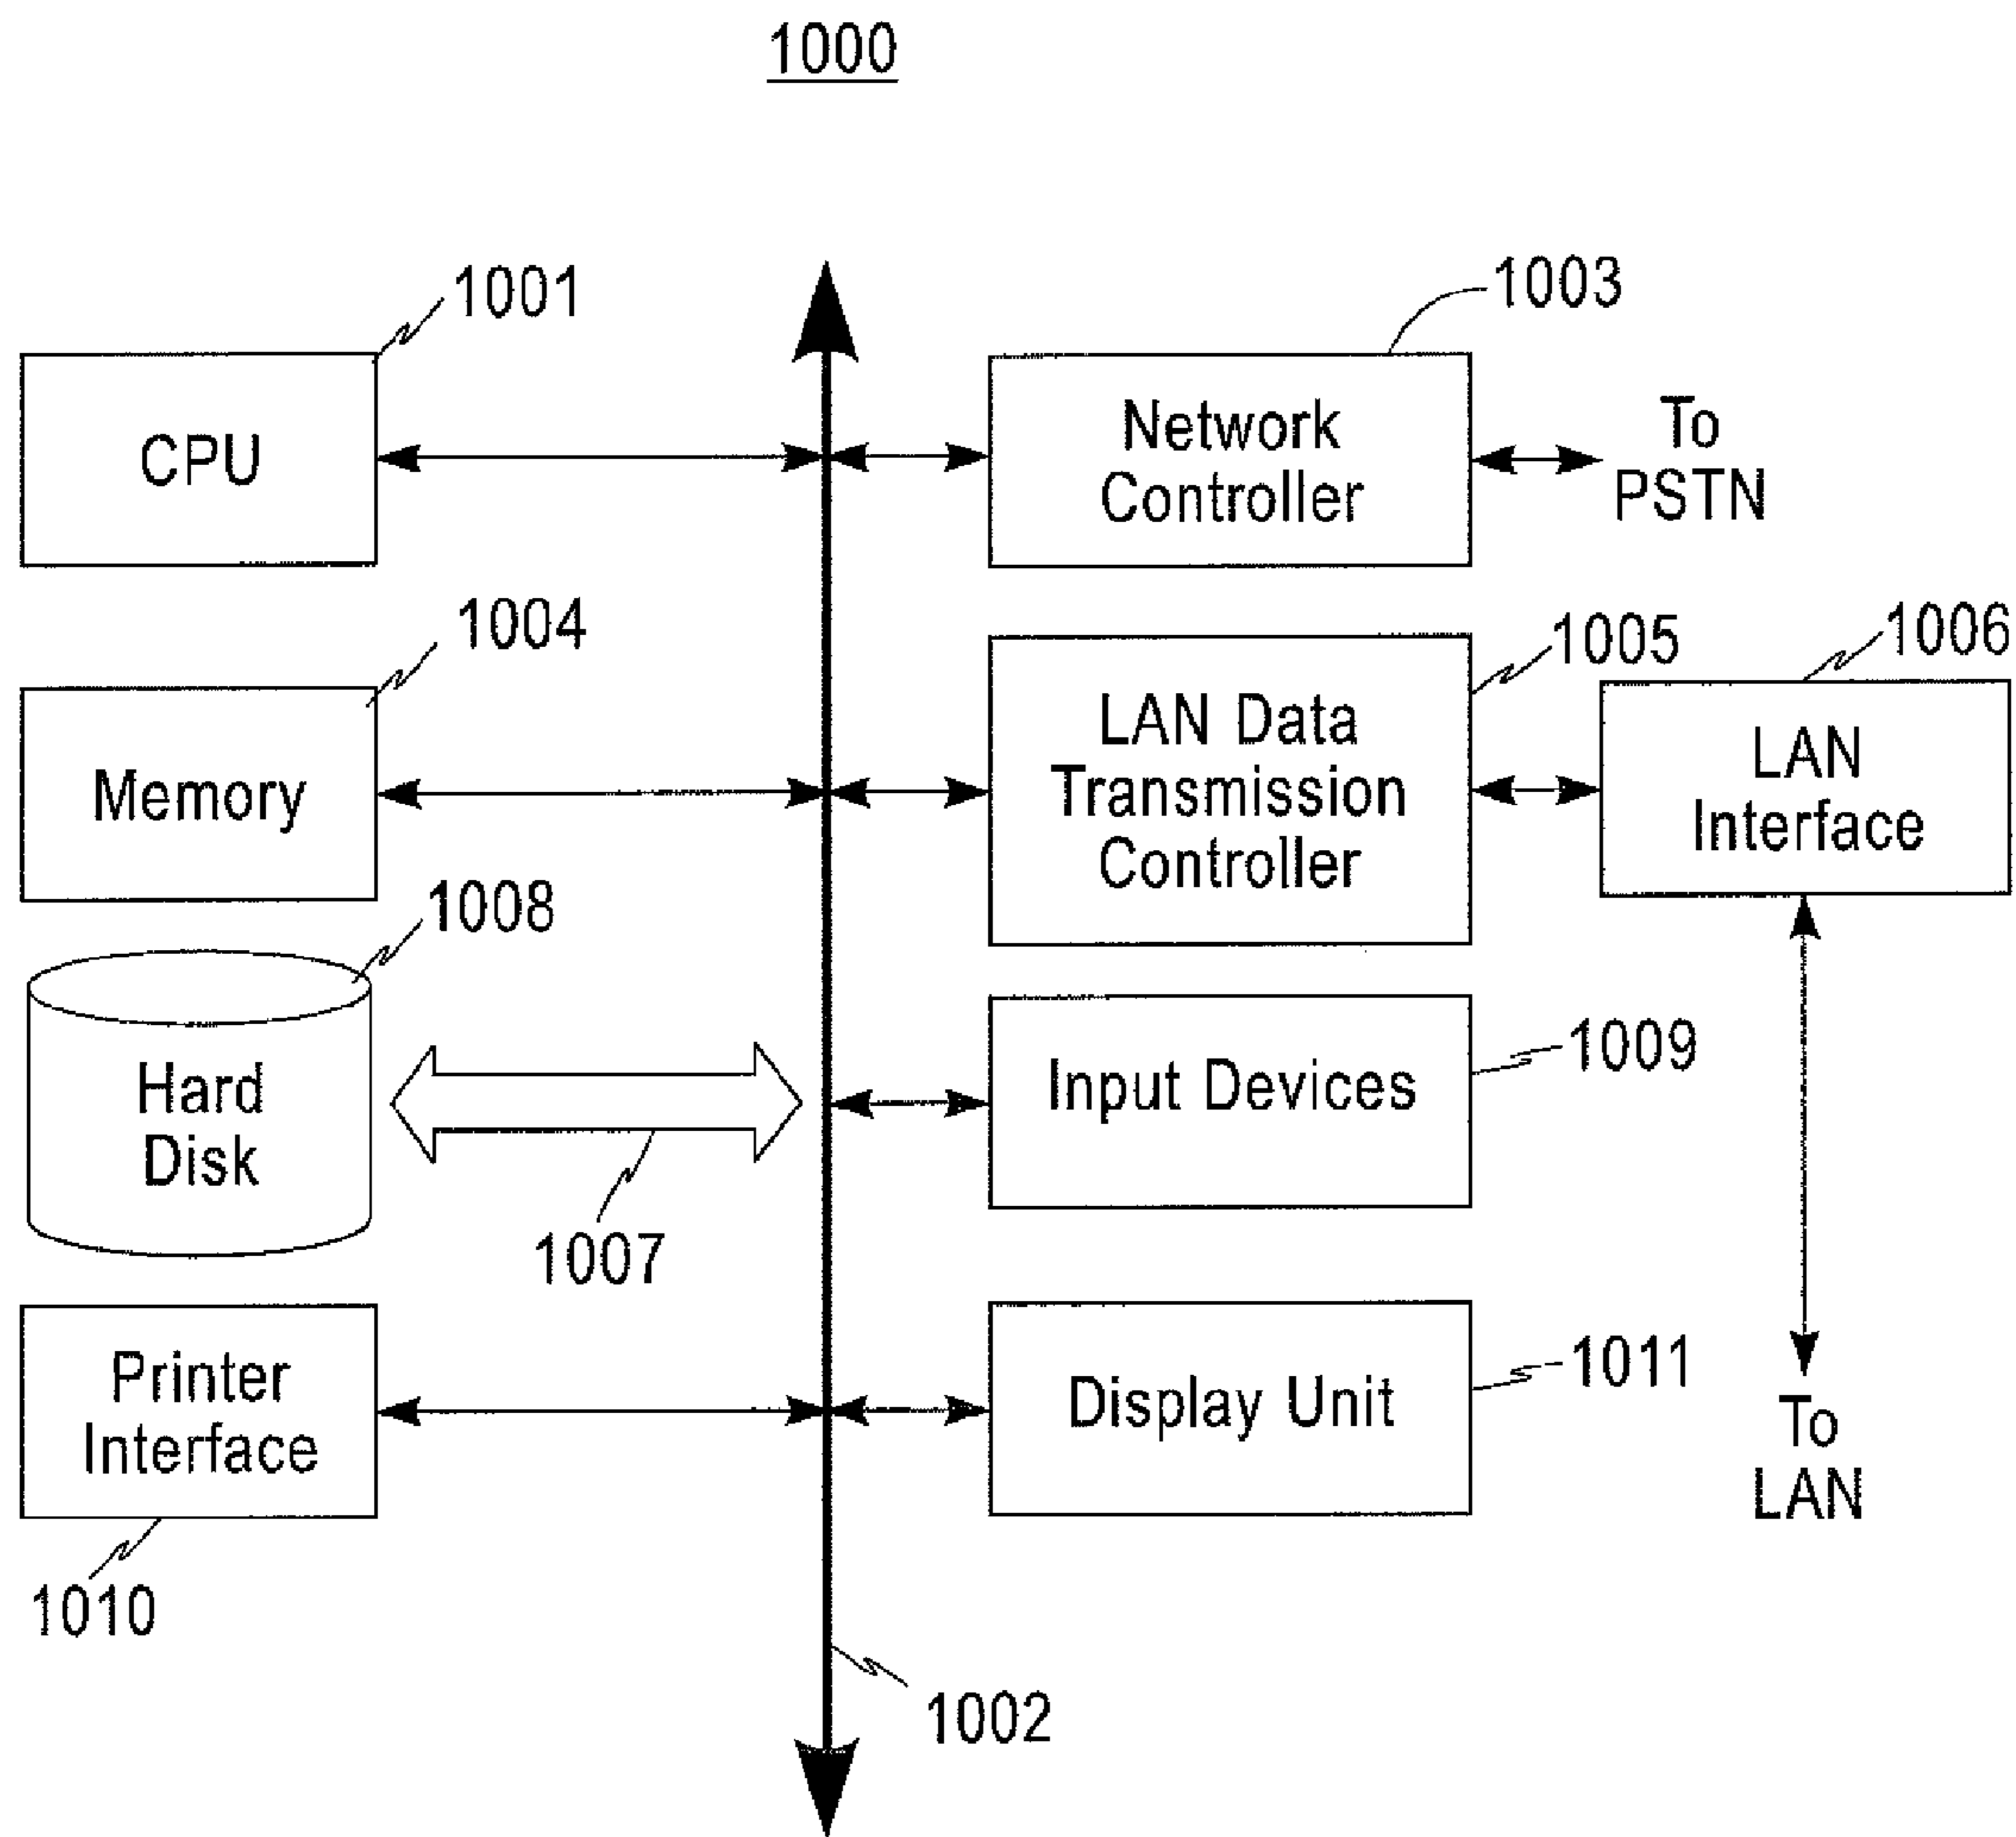 1000
1001
CPU
1003
Network
Controller
To
PSTN
1004
Memory
1005
LAN Data
Transmission
Controller
1006
LAN
Interface
1008
Hard
Disk
1007
1009
Input Devices
Printer
Interface
1010
1011
Display Unit
To
LAN
1002